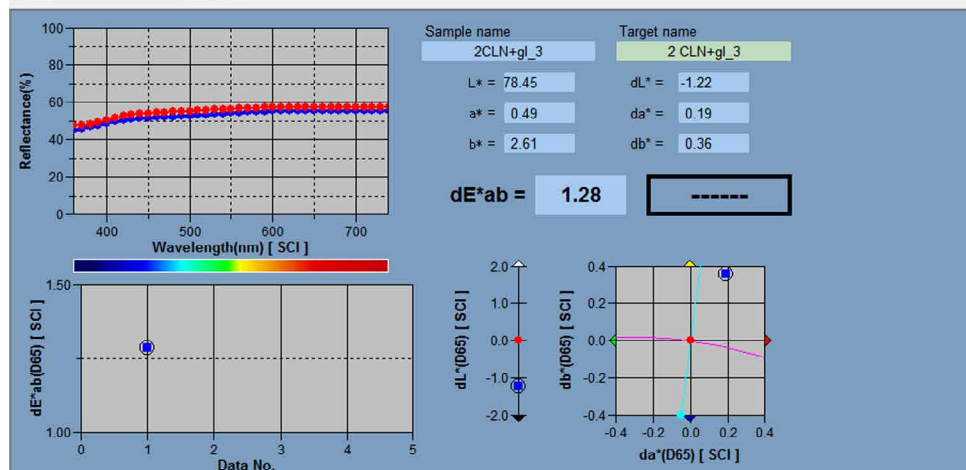 Sample name
Target name
2CLN+gl_3
2 CLN+gl_3
L* = 78.45
dL* = -1.22
a* = 0.49
da* = 0.19
b* = 2.61
db* = 0.36
dE*ab = 1.28
------
Reflectance(%)
100
80
60
40
20
0
400 500 600 700
Wavelength(nm) [ SCI ]
dE*ab(D65) [ SCI ]
1.50
1.00
0 1 2 3 4 5
Data No.
dL*(D65) [ SCI ]
2.0
1.0
0.0
-1.0
-2.0
db*(D65) [ SCI ]
0.4
0.2
0.0
-0.2
-0.4
-0.4 -0.2 0.0 0.2 0.4
da*(D65) [ SCI ]